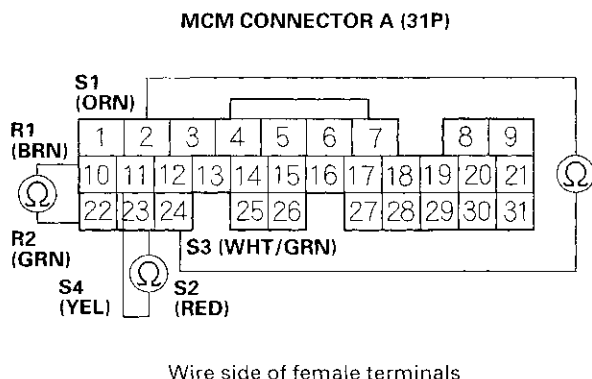 MCM CONNECTOR A (31P)
S1
(ORN)
R1
(BRN)
1 2 3 4 5 6 7 8 9
Ω Ω
10 11 12 13 14 15 16 17 18 19 20 21
22 23 24 25 26 27 28 29 30 31
R2
(GRN)
S3 (WHT/GRN)
Ω
S4
(YEL)
S2
(RED)
Wire side of female terminals